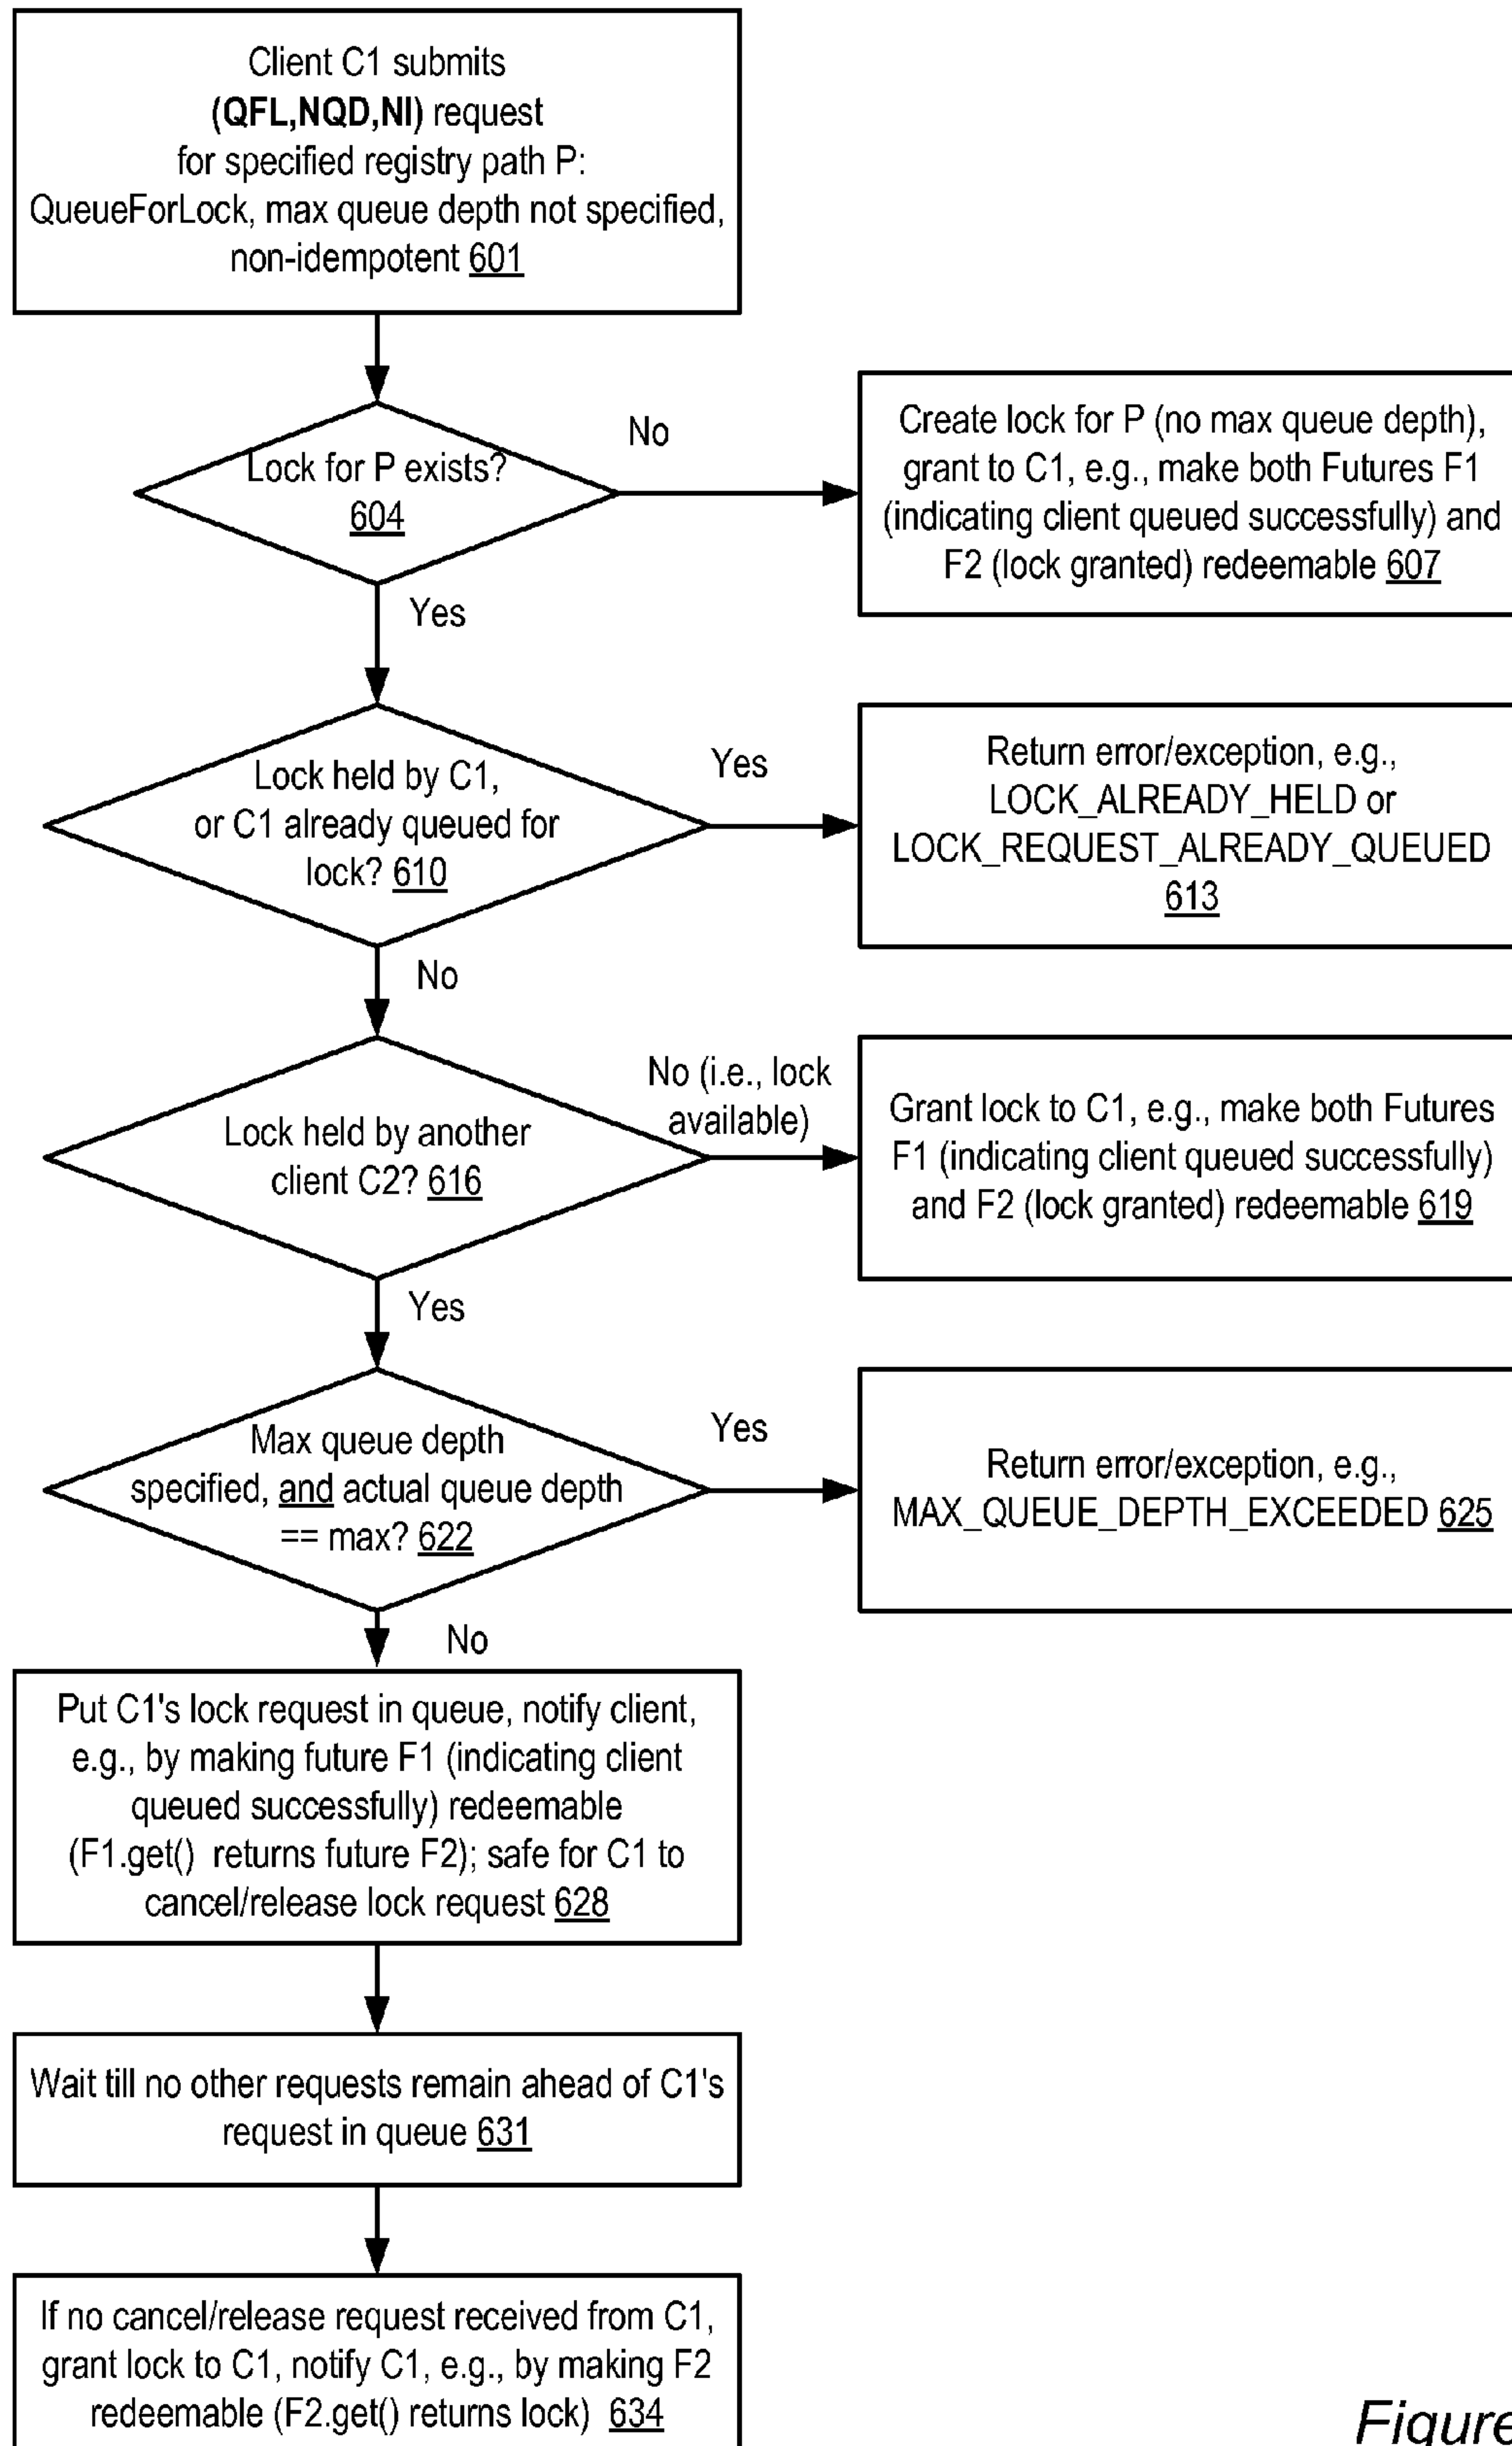 Client C1 submits
(QFL,NQD,NI) request
for specified registry path P:
QueueForLock, max queue depth not specified,
non-idempotent 601
Lock for P exists?
604
No
Create lock for P (no max queue depth),
grant to C1, e.g., make both Futures F1
(indicating client queued successfully) and
F2 (lock granted) redeemable 607
Yes
Lock held by C1,
or C1 already queued for
lock? 610
Yes
Return error/exception, e.g.,
LOCK_ALREADY_HELD or
LOCK_REQUEST_ALREADY_QUEUED
613
No
Lock held by another
client C2? 616
No (i.e., lock
available)
Grant lock to C1, e.g., make both Futures
F1 (indicating client queued successfully)
and F2 (lock granted) redeemable 619
Yes
Max queue depth
specified, and actual queue depth
== max? 622
Yes
Return error/exception, e.g.,
MAX_QUEUE_DEPTH_EXCEEDED 625
No
Put C1's lock request in queue, notify client,
e.g., by making future F1 (indicating client
queued successfully) redeemable
(F1.get() returns future F2); safe for C1 to
cancel/release lock request 628
Wait till no other requests remain ahead of C1's
request in queue 631
If no cancel/release request received from C1,
grant lock to C1, notify C1, e.g., by making F2
redeemable (F2.get() returns lock) 634
Figure